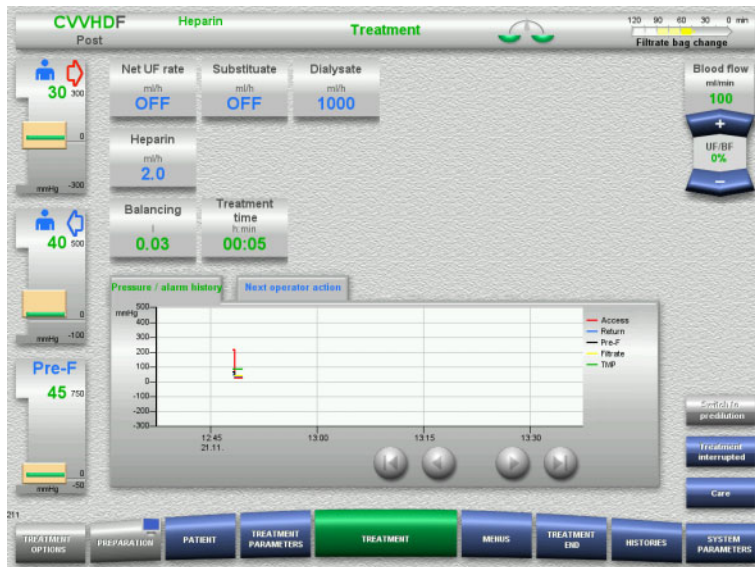 CVVHDF
Post
Heparin
Treatment
120 90 60 30 0 min
Filtrate bag change
30
300
0
-300
mmHg
Net UF rate
ml/h
OFF
Substituate
ml/h
OFF
Dialysate
ml/h
1000
Blood flow
ml/min
100
+
UF/BF
0%
−
Heparin
ml/h
2.0
40
500
0
-100
mmHg
Balancing
l
0.03
Treatment
time
h:min
00:05
Pressure / alarm history
Next operator action
mmHg
500
400
300
200
100
0
-100
-200
-300
12:45
21.11.
13:00
13:15
13:30
Access
Return
Pre-F
Filtrate
TMP
Pre-F
45
750
0
-50
mmHg
Switch to
predilution
Treatment
interrupted
Care
211
TREATMENT
OPTIONS
PREPARATION
PATIENT
TREATMENT
PARAMETERS
TREATMENT
MENUS
TREATMENT
END
HISTORIES
SYSTEM
PARAMETERS